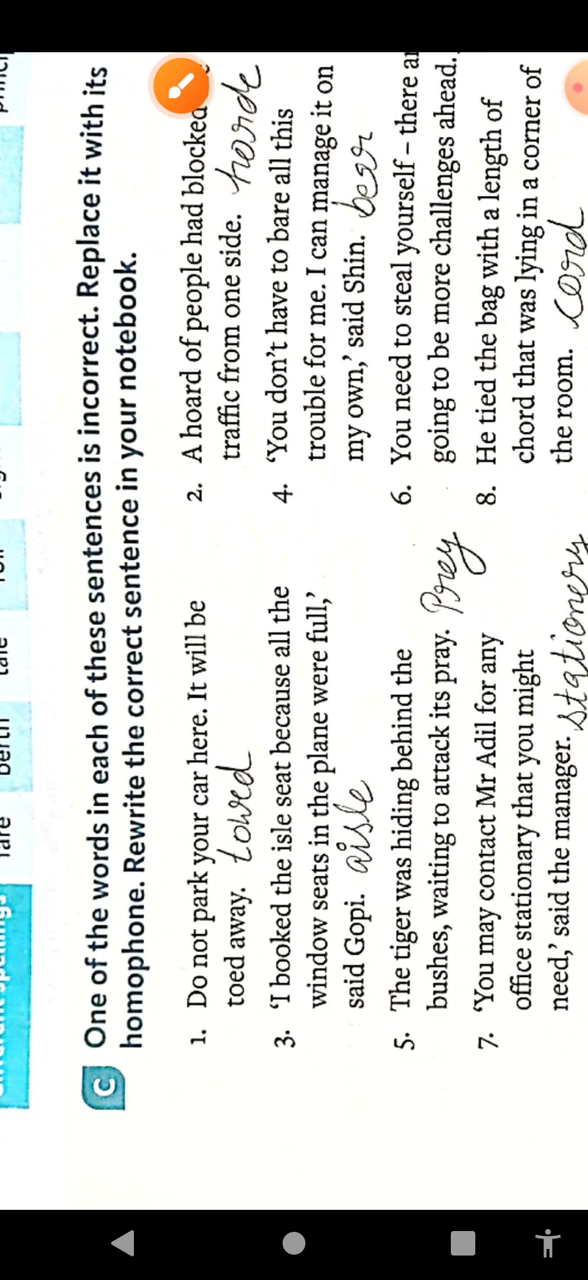 C One of the words in each of these sentences is incorrect. Replace it with its
homophone. Rewrite the correct sentence in your notebook.
1. Do not park your car here. It will be
toed away. towed
2. A hoard of people had blocked
traffic from one side. horde
3. ‘I booked the isle seat because all the
window seats in the plane were full,’
said Gopi. aisle
4. ‘You don’t have to bare all this
trouble for me. I can manage it on
my own,’ said Shin. bear
5. The tiger was hiding behind the
bushes, waiting to attack its pray. Prey
6. You need to steal yourself – there
going to be more challenges ahead.
7. ‘You may contact Mr Adil for any
office stationary that you might
need,’ said the manager. stationery
8. He tied the bag with a length of
chord that was lying in a corner of
the room. cord